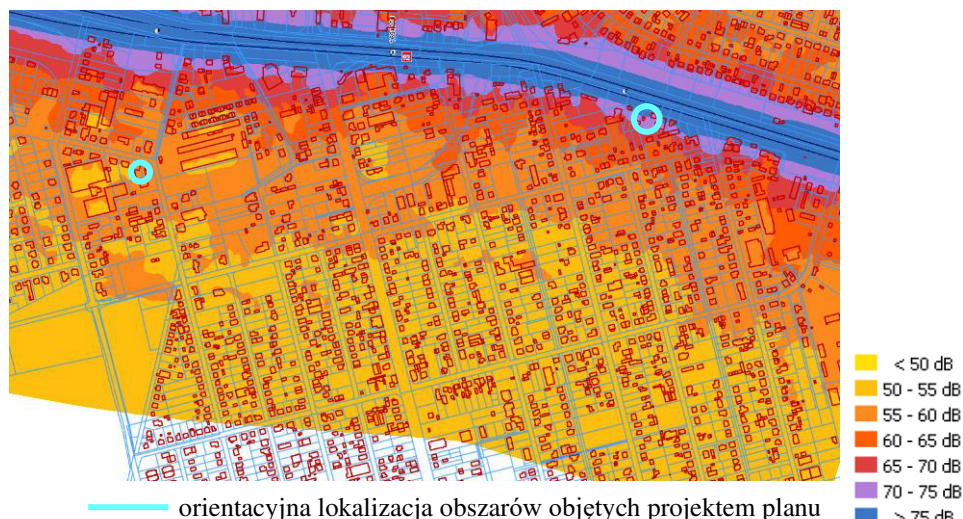 < 50 dB
50 - 55 dB
55 - 60 dB
60 - 65 dB
65 - 70 dB
70 - 75 dB
> 75 dB
orientacyjna lokalizacja obszarów objętych projektem planu